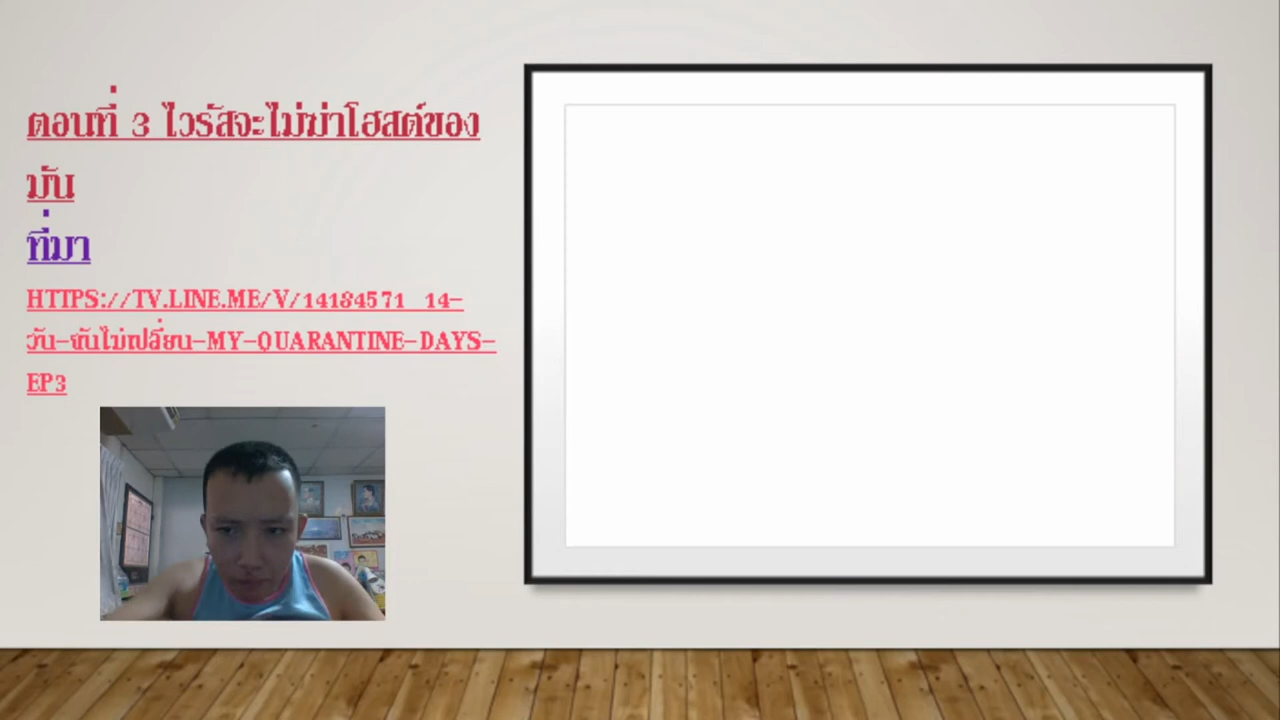 ตอนที่ 3 ไวรัสจะไม่ฆ่าโฮสต์ของ
มัน
ที่มา
HTTPS://TV.LINE.ME/V/14184571_14-
วัน-ฉันไม่เปลี่ยน-MY-QUARANTINE-DAYS-
EP3